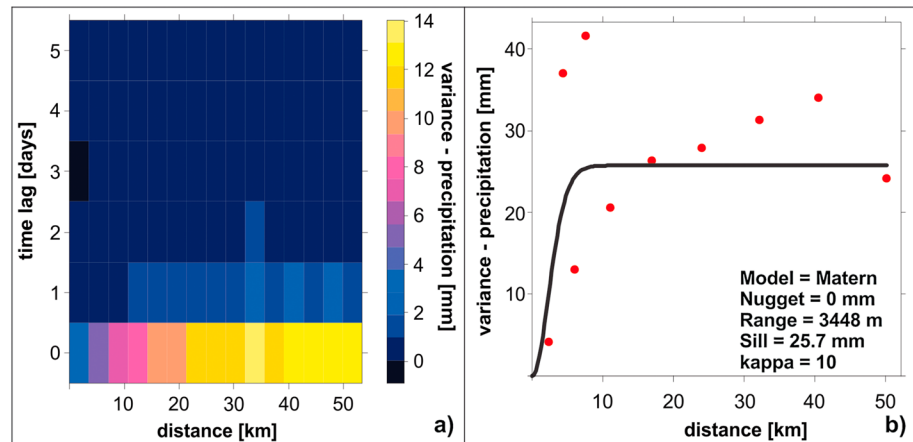 5
4
3
2
1
0
time lag [days]
10
20
30
40
50
distance [km]
14
12
10
8
6
4
2
0
variance - precipitation [mm]
a)
40
30
20
10
variance - precipitation [mm]
Model = Matern
Nugget = 0 mm
Range = 3448 m
Sill = 25.7 mm
kappa = 10
0
10
20
30
40
50
distance [km]
b)